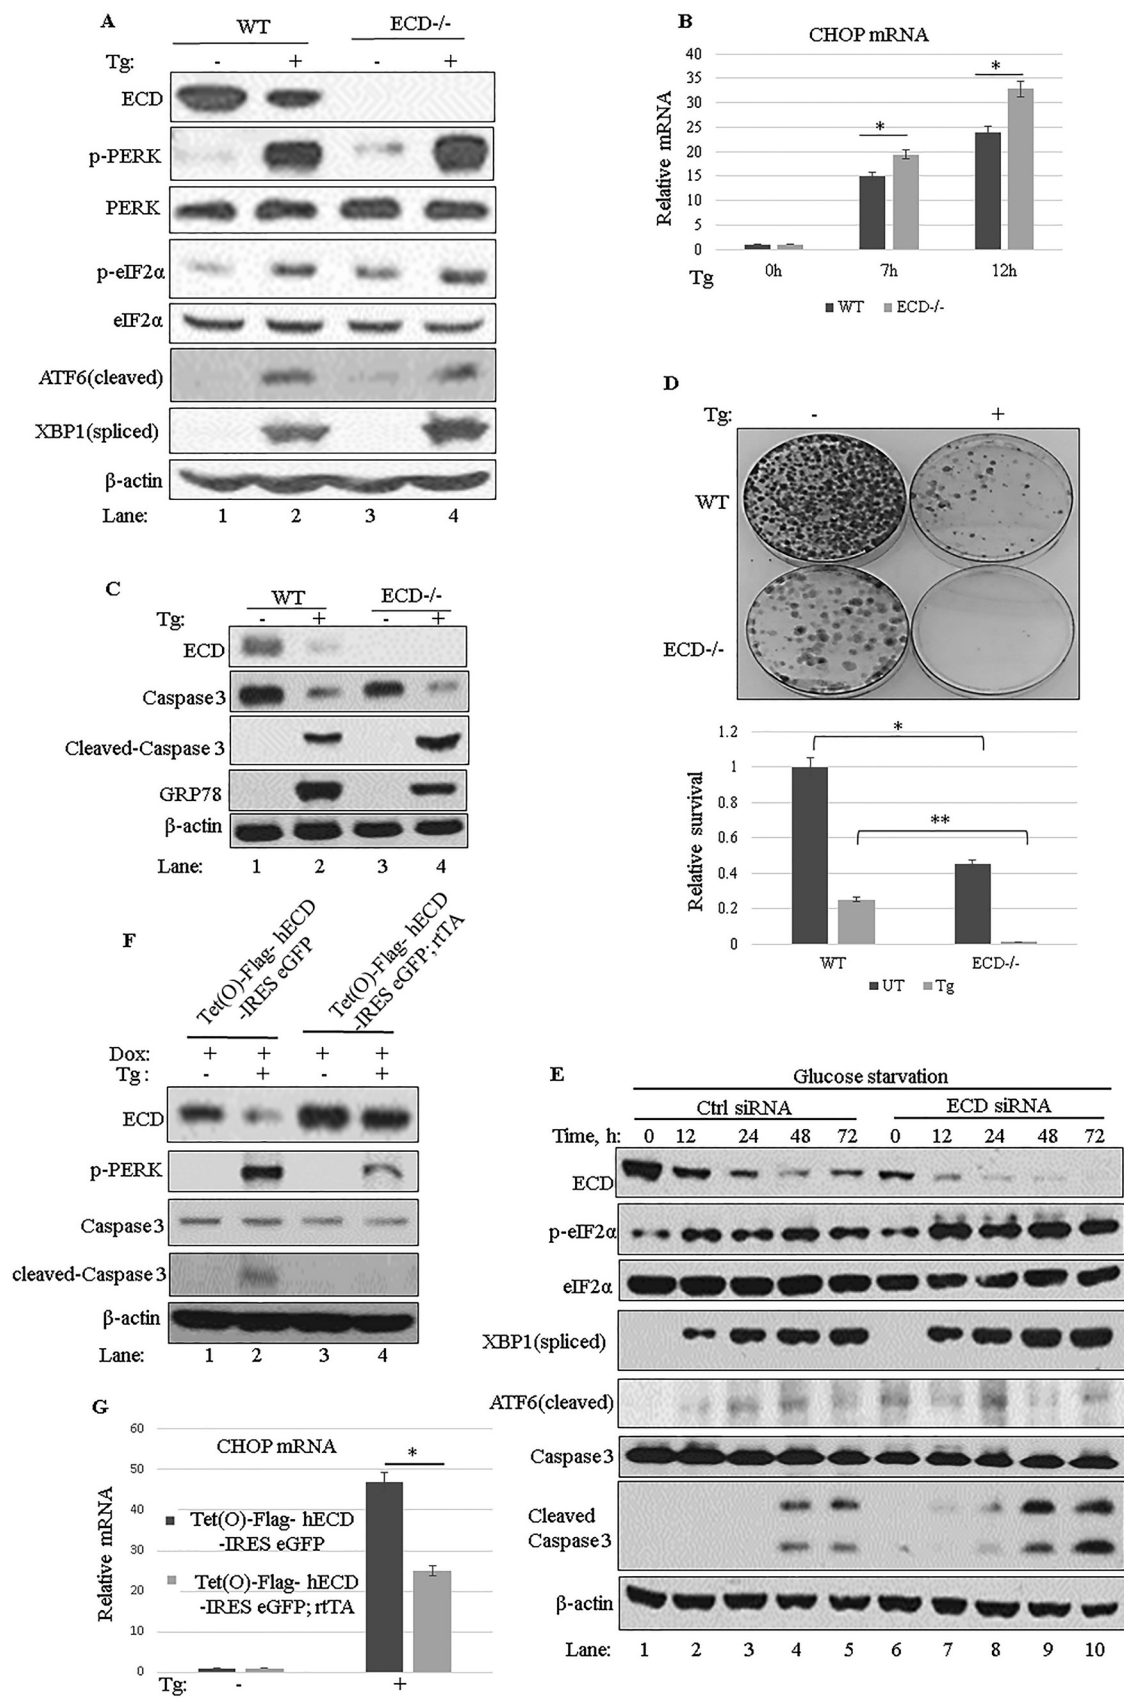 A
WT
ECD-/-
Tg: - + - +
ECD
p-PERK
PERK
p-eIF2α
eIF2α
ATF6(cleaved)
XBP1(spliced)
β-actin
Lane: 1 2 3 4
B
CHOP mRNA
Relative mRNA
40
35
30
25
20
15
10
5
0
*
*
Tg 0h 7h 12h
WT ECD-/-
C
WT ECD-/-
Tg: - + - +
ECD
Caspase3
Cleaved-Caspase 3
GRP78
β-actin
Lane: 1 2 3 4
D
Tg: - +
WT
ECD-/-
Relative survival
1.2
1
0.8
0.6
0.4
0.2
0
*
**
WT ECD-/-
UT Tg
F
Tet(O)-Flag- hECD
-IRES eGFP
Tet(O)-Flag- hECD
-IRES eGFP; rtTA
Dox: + + + +
Tg : - + - +
ECD
p-PERK
Caspase3
cleaved-Caspase3
β-actin
Lane: 1 2 3 4
E
Glucose starvation
Ctrl siRNA ECD siRNA
Time, h: 0 12 24 48 72 0 12 24 48 72
ECD
p-eIF2α
eIF2α
XBP1(spliced)
ATF6(cleaved)
Caspase3
Cleaved
Caspase3
β-actin
Lane: 1 2 3 4 5 6 7 8 9 10
G
CHOP mRNA
Relative mRNA
60
50
40
30
20
10
0
*
Tet(O)-Flag- hECD
-IRES eGFP
Tet(O)-Flag- hECD
-IRES eGFP; rtTA
Tg: - +